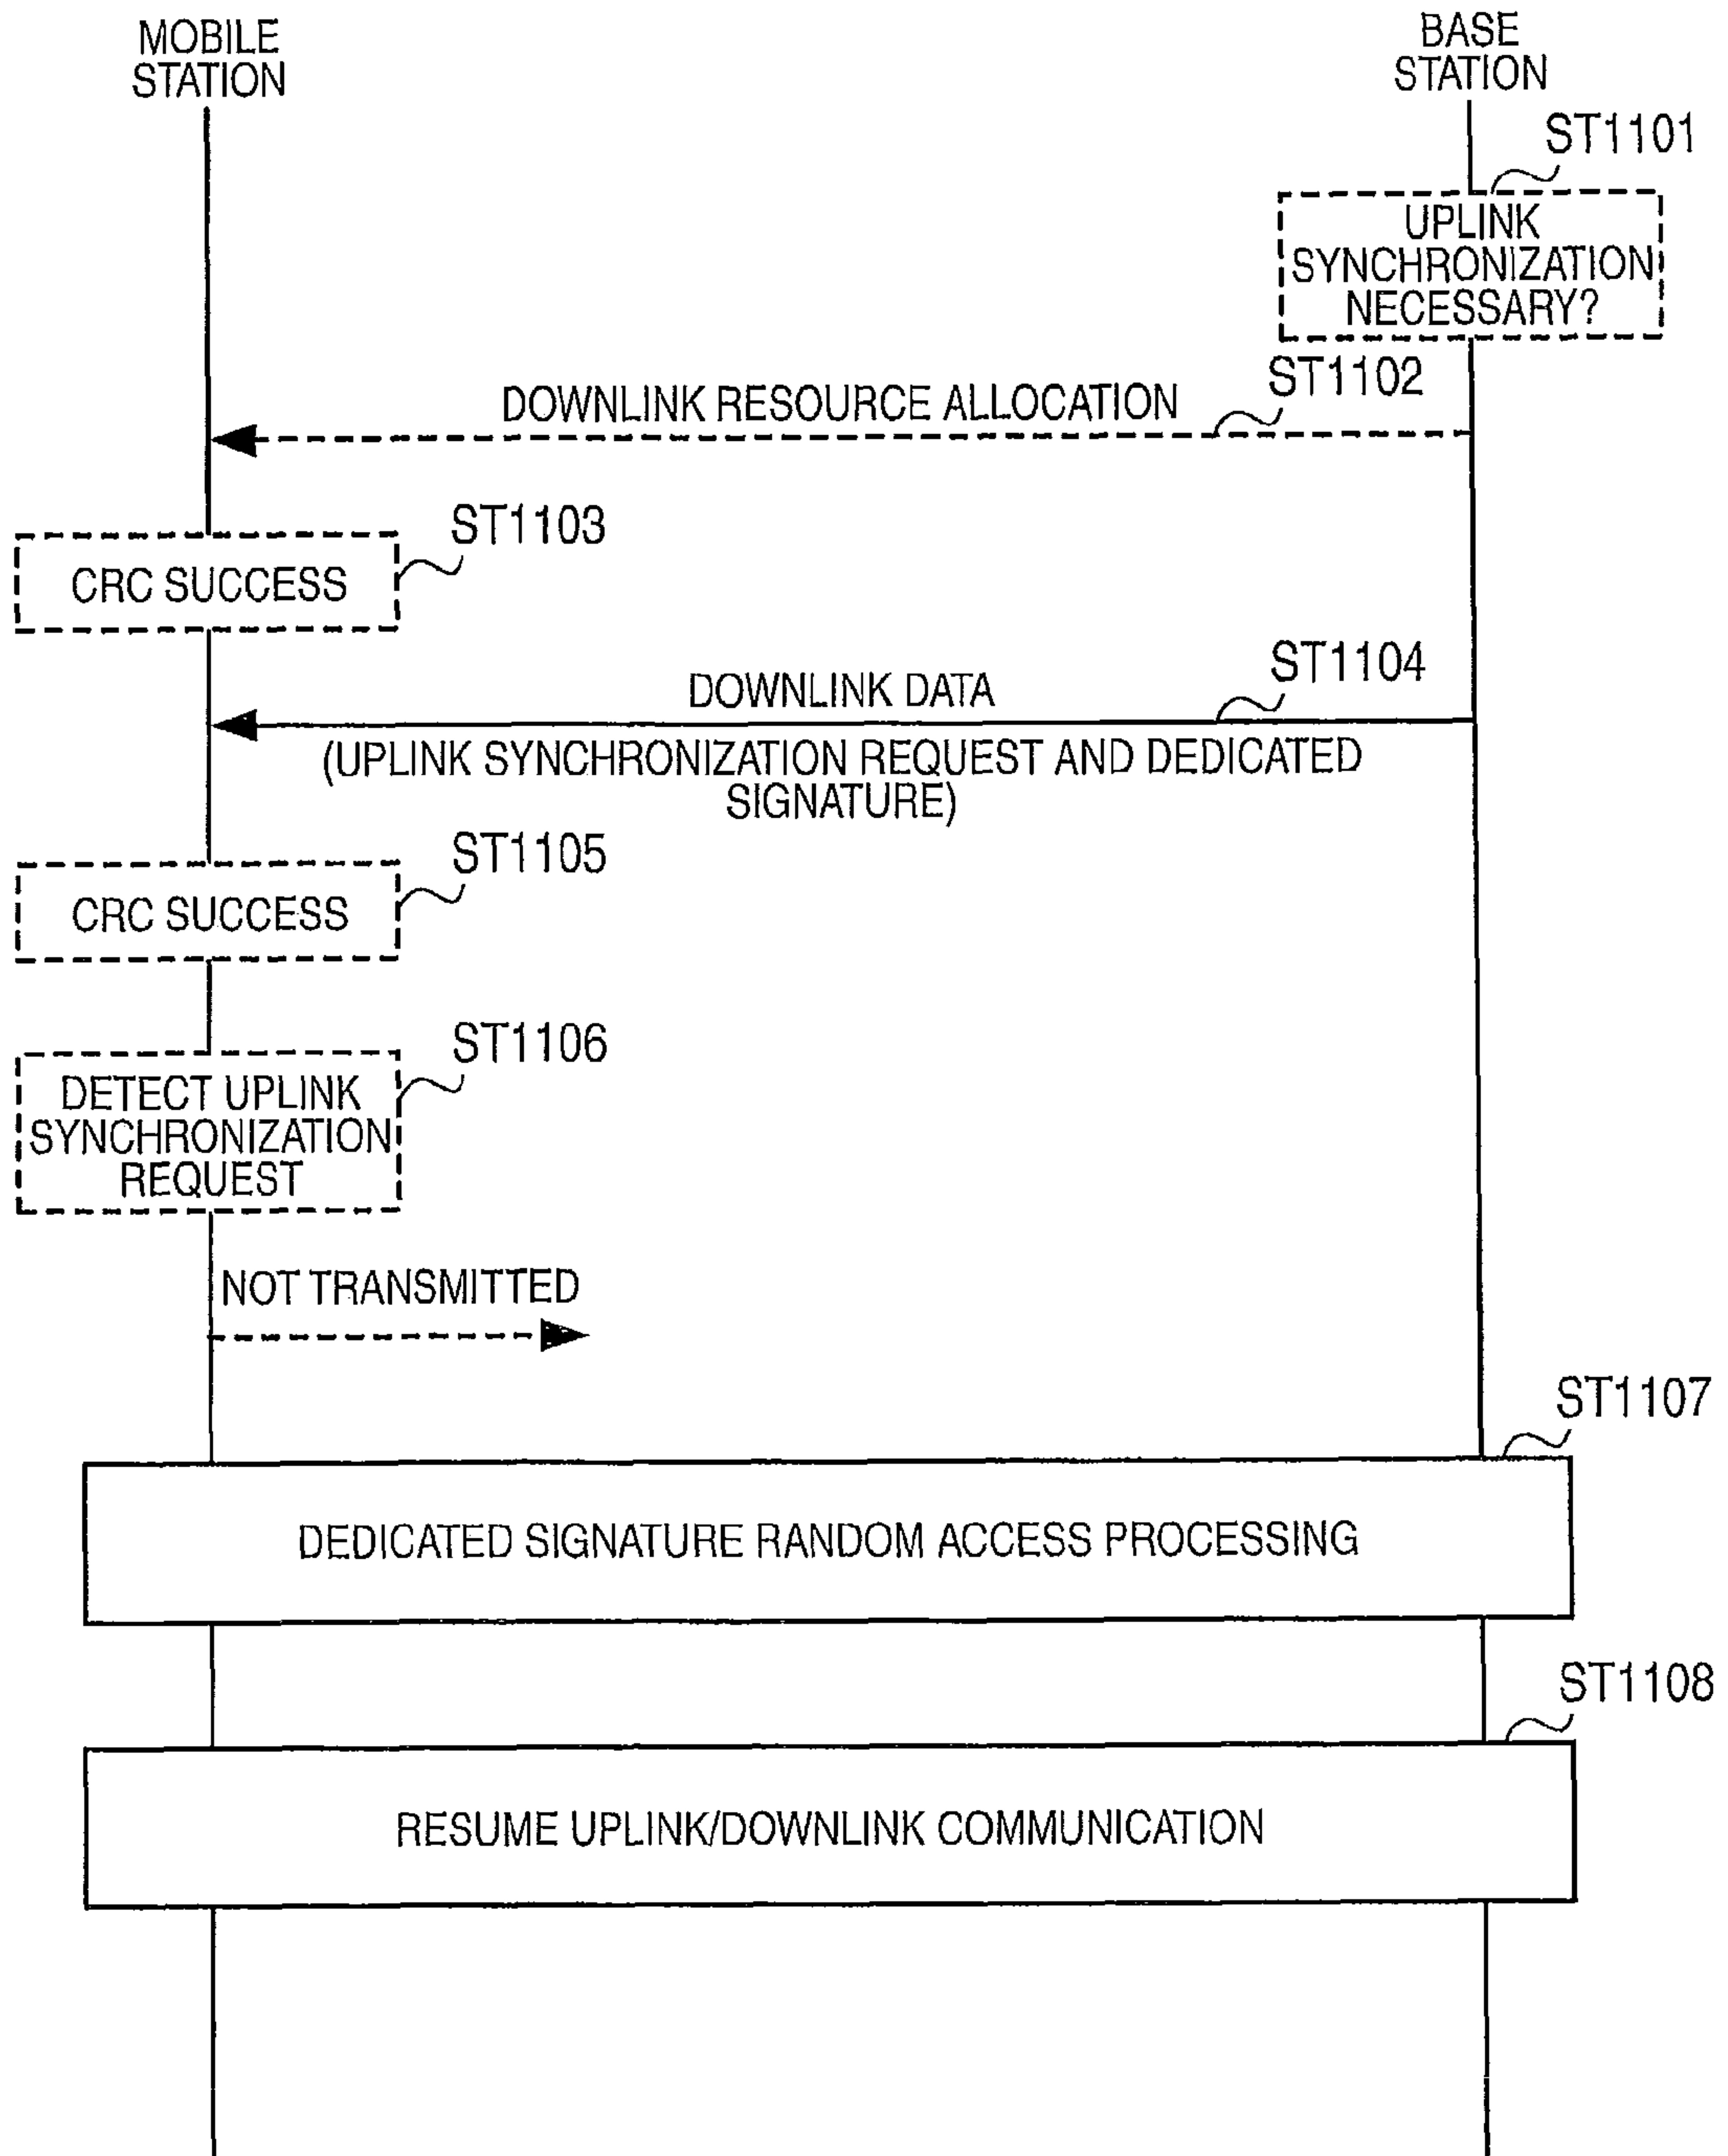 MOBILE
STATION
BASE
STATION
ST1101
UPLINK
SYNCHRONIZATION
NECESSARY?
ST1102
DOWNLINK RESOURCE ALLOCATION
ST1103
CRC SUCCESS
ST1104
DOWNLINK DATA
(UPLINK SYNCHRONIZATION REQUEST AND DEDICATED
SIGNATURE)
ST1105
CRC SUCCESS
ST1106
DETECT UPLINK
SYNCHRONIZATION
REQUEST
NOT TRANSMITTED
ST1107
DEDICATED SIGNATURE RANDOM ACCESS PROCESSING
ST1108
RESUME UPLINK/DOWNLINK COMMUNICATION